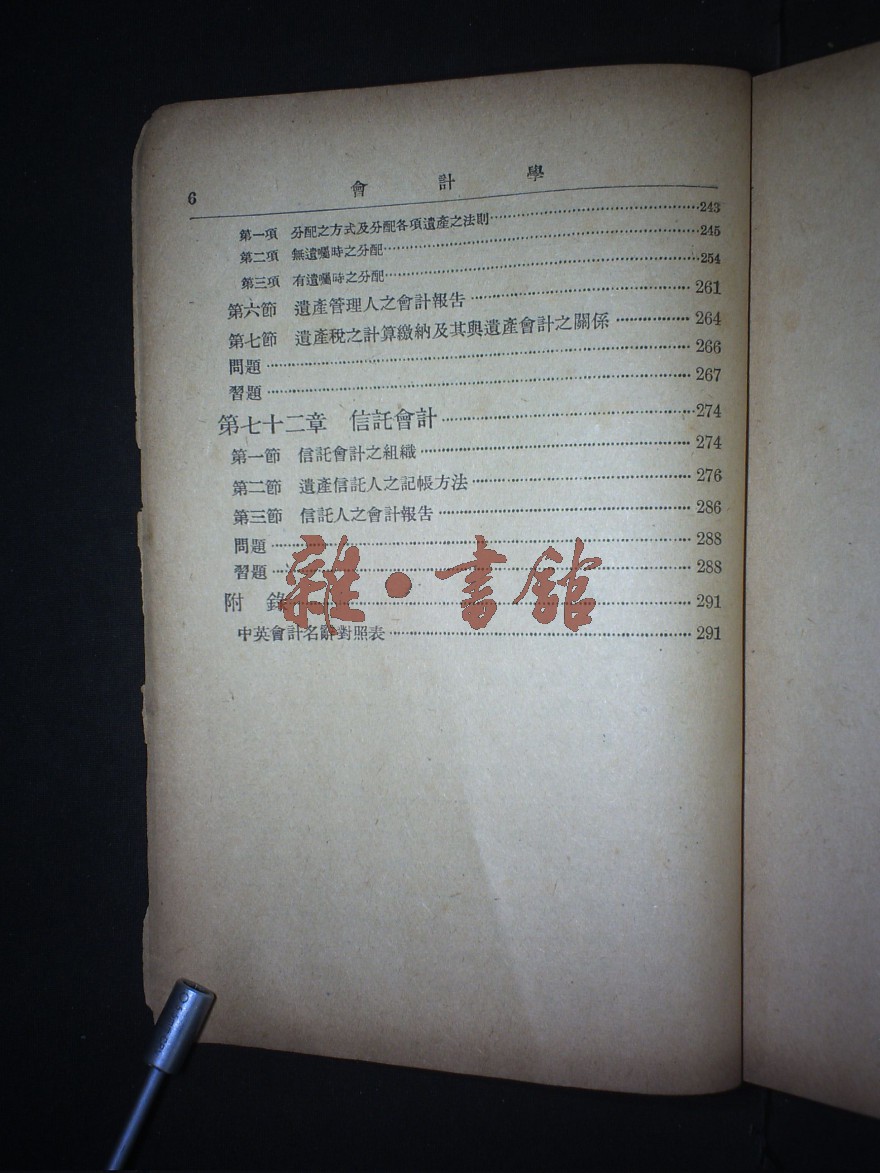 6 會計學
第一項 分配之方式及分配各項遺產之法則 243
第二項 無遺囑時之分配 245
第三項 有遺囑時之分配 254
第六節 遺產管理人之會計報告 261
第七節 遺產稅之計算繳納及其與遺產會計之關係 264
問題 266
習題 267
第七十二章 信託會計 274
第一節 信託會計之組織 274
第二節 遺產信託人之記帳方法 276
第三節 信託人之會計報告 286
問題 288
習題 288
附錄 291
中英會計名辭對照表 291
雜·書館